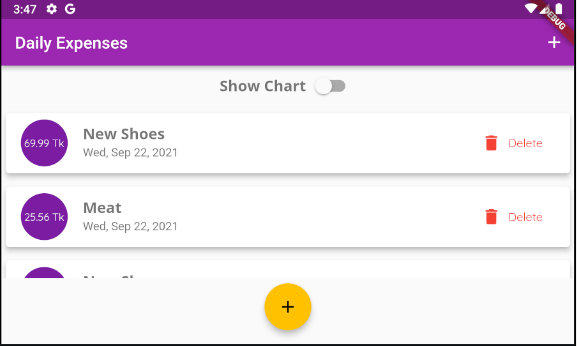 3:47
DEBUG
Daily Expenses
Show Chart
69.99 Tk
New Shoes
Wed, Sep 22, 2021
Delete
25.56 Tk
Meat
Wed, Sep 22, 2021
Delete